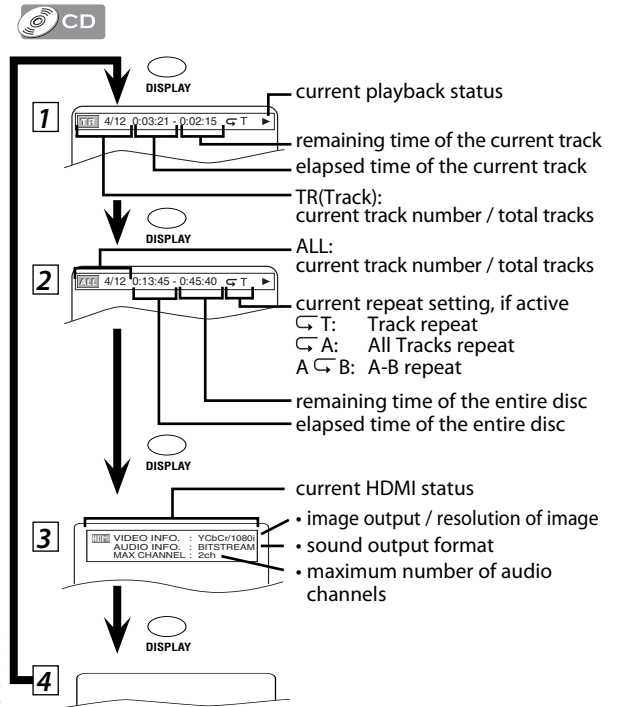 CD
DISPLAY
current playback status
1
TR 4/12 0:03:21 - 0:02:15 T
remaining time of the current track
elapsed time of the current track
TR(Track):
current track number / total tracks
DISPLAY
ALL:
current track number / total tracks
2
ALL 4/12 0:13:45 - 0:45:40 T
current repeat setting, if active
T: Track repeat
A: All Tracks repeat
A B: A-B repeat
remaining time of the entire disc
elapsed time of the entire disc
DISPLAY
current HDMI status
3
HDMI VIDEO INFO. : YCbCr/1080i
AUDIO INFO. : BITSTREAM
MAX CHANNEL : 2ch
• image output / resolution of image
• sound output format
• maximum number of audio
channels
DISPLAY
4